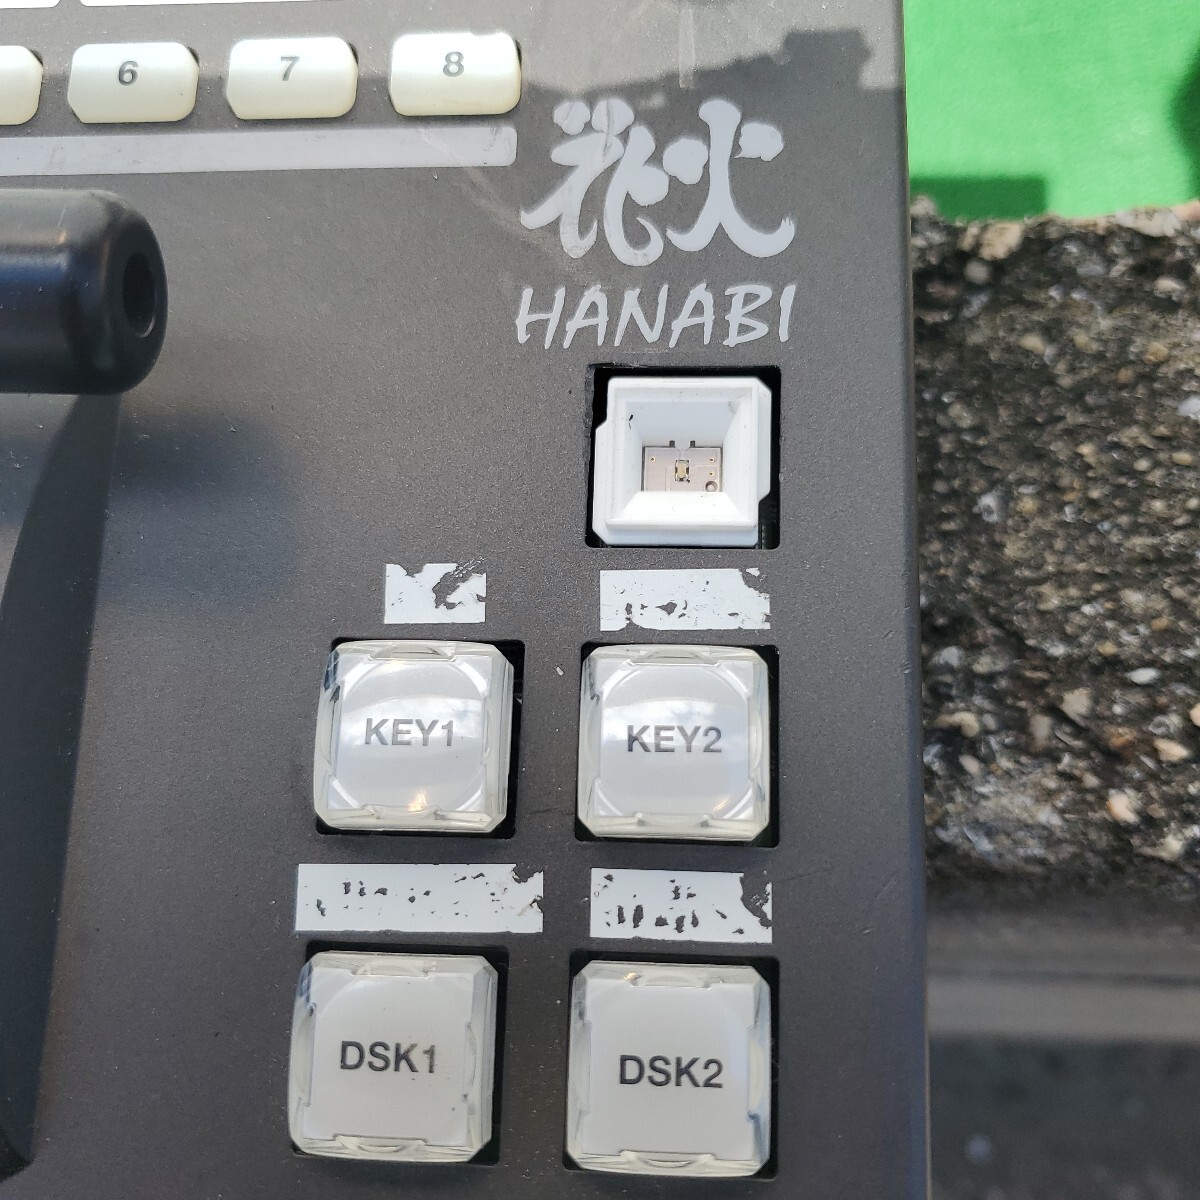 6 7 8
花火
HANABI
KEY1 KEY2
DSK1 DSK2